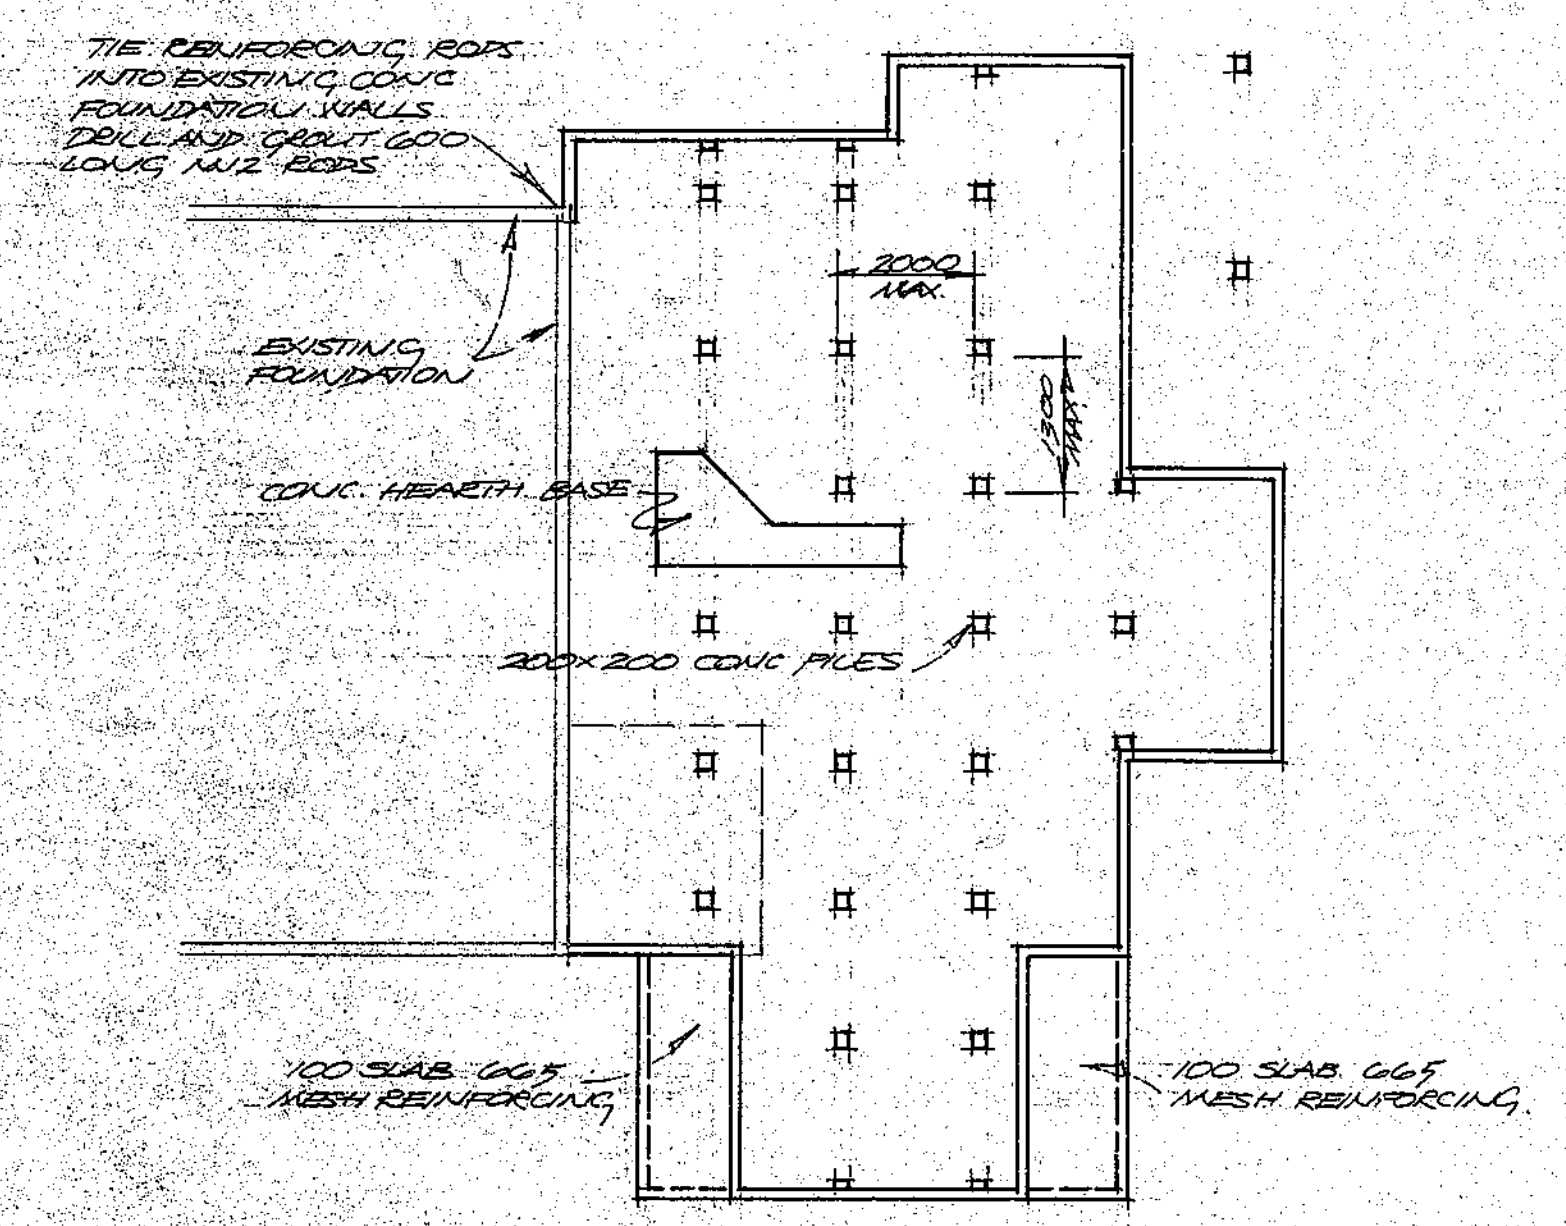 TIE REINFORCING RODS
INTO EXISTING CONC
FOUNDATION WALLS
DRILL AND GROUT 600
LONG M12 RODS
2000
MAX.
EXISTING
FOUNDATION
1300
MAX.
CONC. HEARTH BASE
200x200 CONC PILES
100 SLAB 665
MESH REINFORCING
100 SLAB 665
MESH REINFORCING.